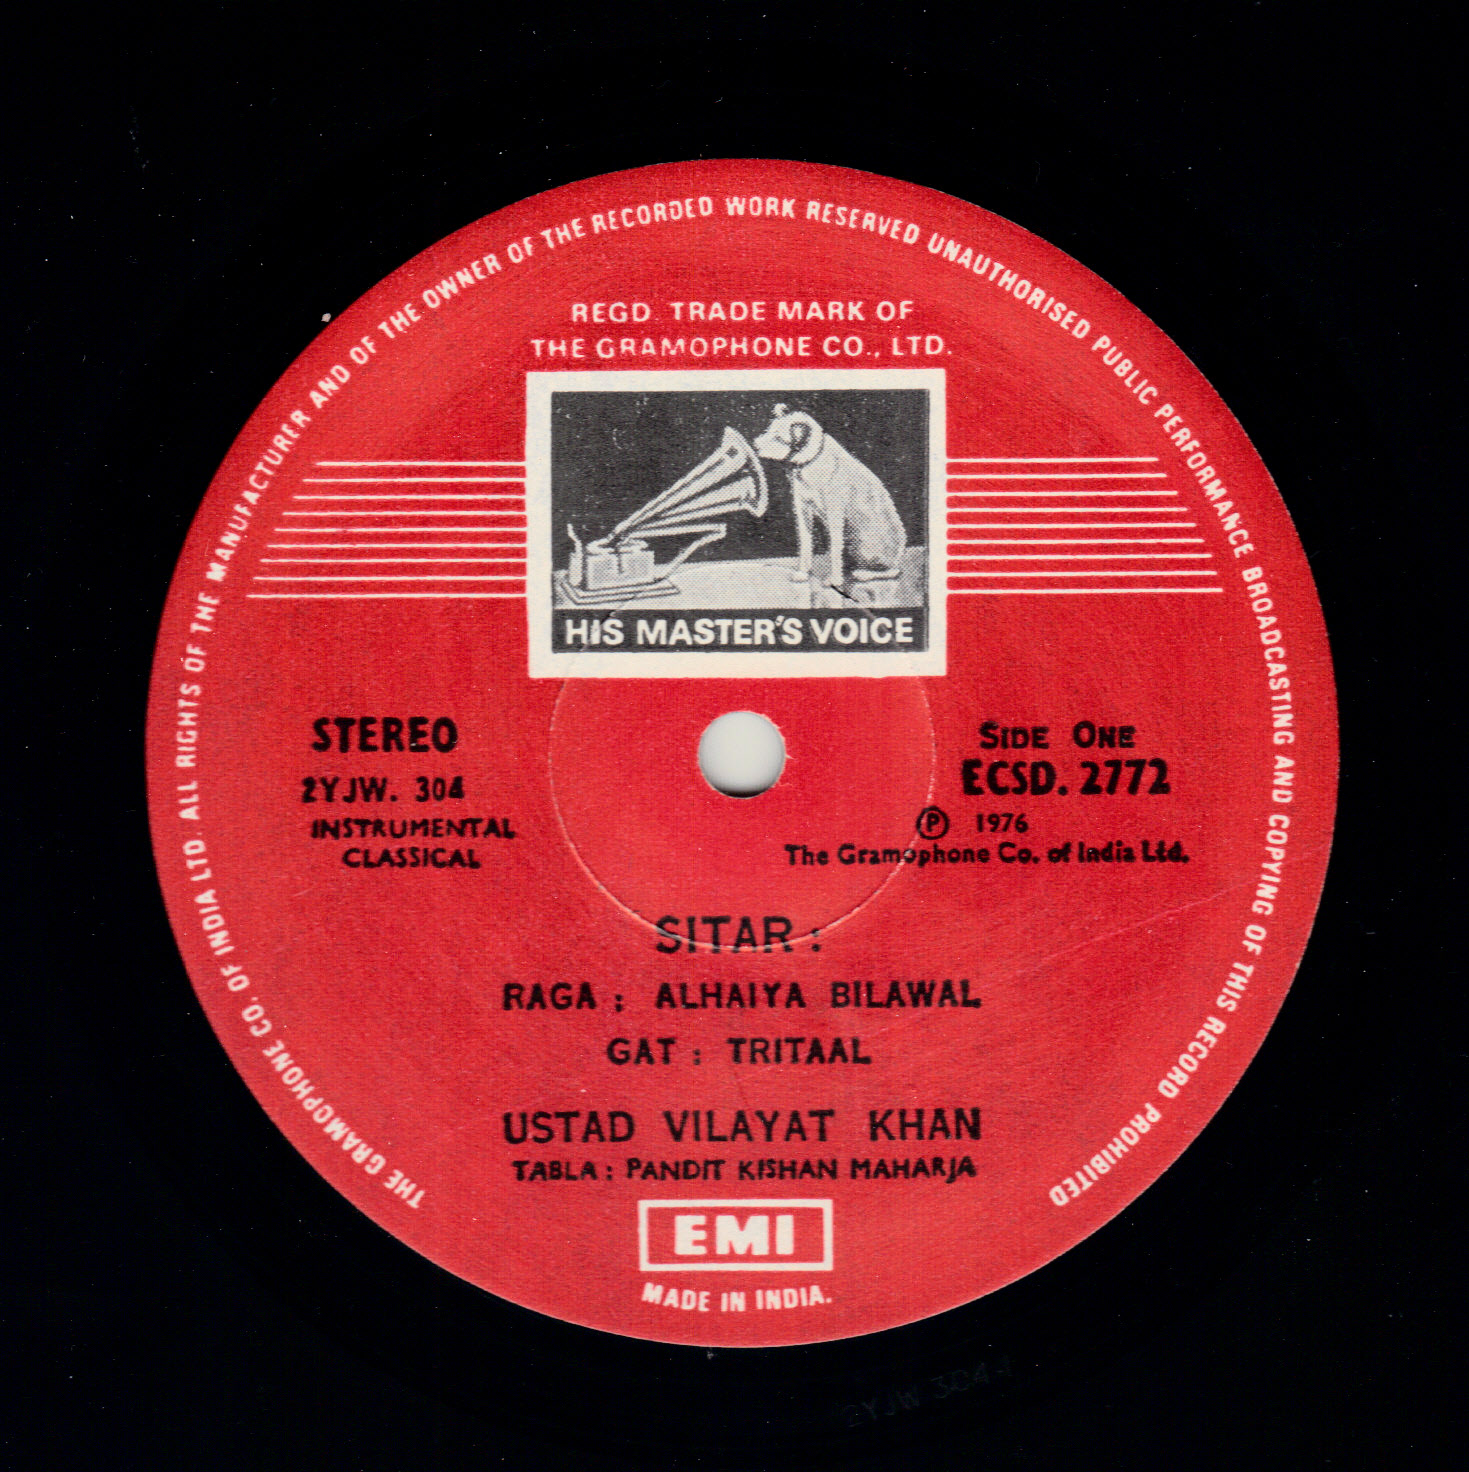 THE GRAMOPHONE CO. OF INDIA LTD. ALL RIGHTS OF THE MANUFACTURER AND OF THE OWNER OF THE RECORDED WORK RESERVED UNAUTHORISED PUBLIC PERFORMANCE BROADCASTING AND COPYING OF THIS RECORD PROHIBITED
REGD. TRADE MARK OF
THE GRAMOPHONE CO., LTD.
HIS MASTER'S VOICE
STEREO
2YJW. 304
INSTRUMENTAL
CLASSICAL
SIDE ONE
ECSD. 2772
Ⓟ 1976
The Gramophone Co. of India Ltd.
SITAR :
RAGA ; ALHAIYA BILAWAL
GAT : TRITAAL
USTAD VILAYAT KHAN
TABLA : PANDIT KISHAN MAHARJA
EMI
MADE IN INDIA.